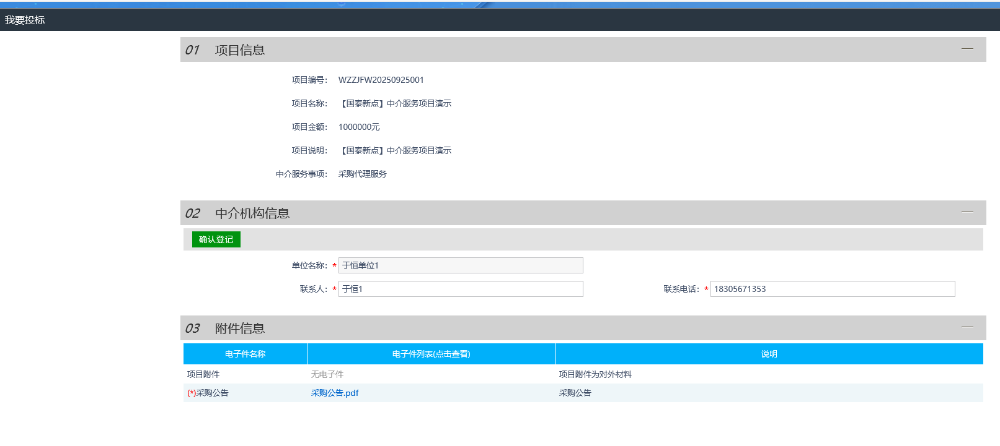 我要投标
01 项目信息
项目编号： WZZJFW20250925001
项目名称： 【国泰新点】中介服务项目演示
项目金额： 1000000元
项目说明： 【国泰新点】中介服务项目演示
中介服务事项： 采购代理服务
02 中介机构信息
确认登记
单位名称：* 于恒单位1
联系人：* 于恒1 联系电话：* 18305671353
03 附件信息
电子件名称 电子件列表(点击查看) 说明
项目附件 无电子件 项目附件为对外材料
(*)采购公告 采购公告.pdf 采购公告